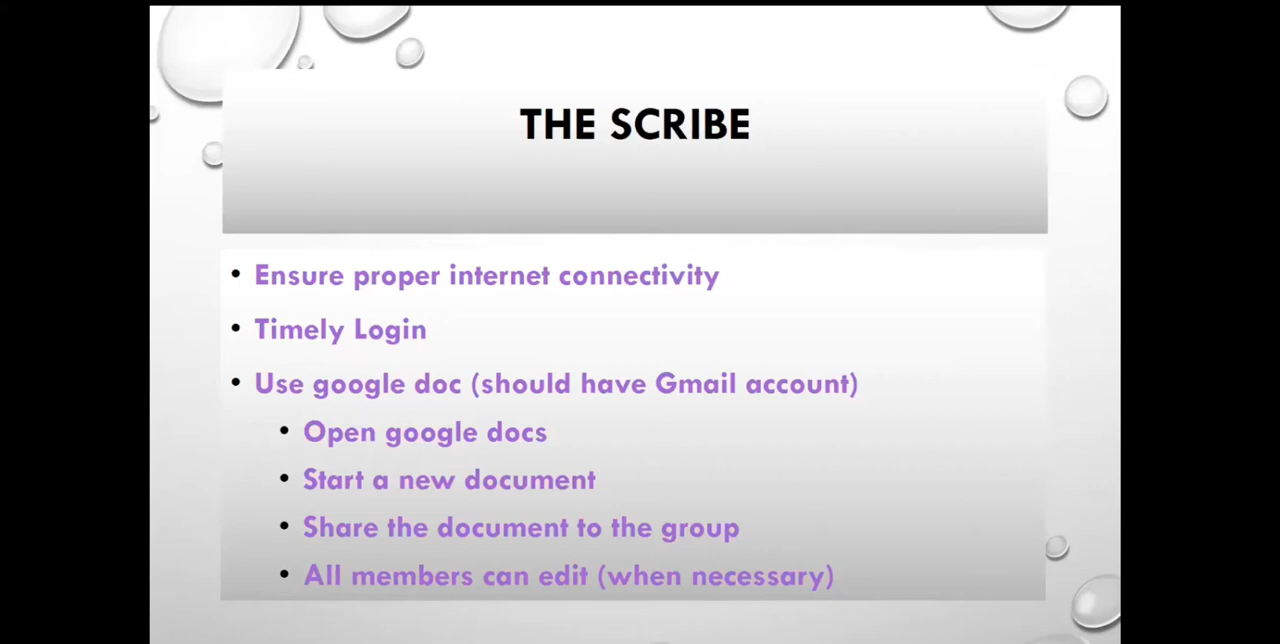 THE SCRIBE
• Ensure proper internet connectivity
• Timely Login
• Use google doc (should have Gmail account)
• Open google docs
• Start a new document
• Share the document to the group
• All members can edit (when necessary)